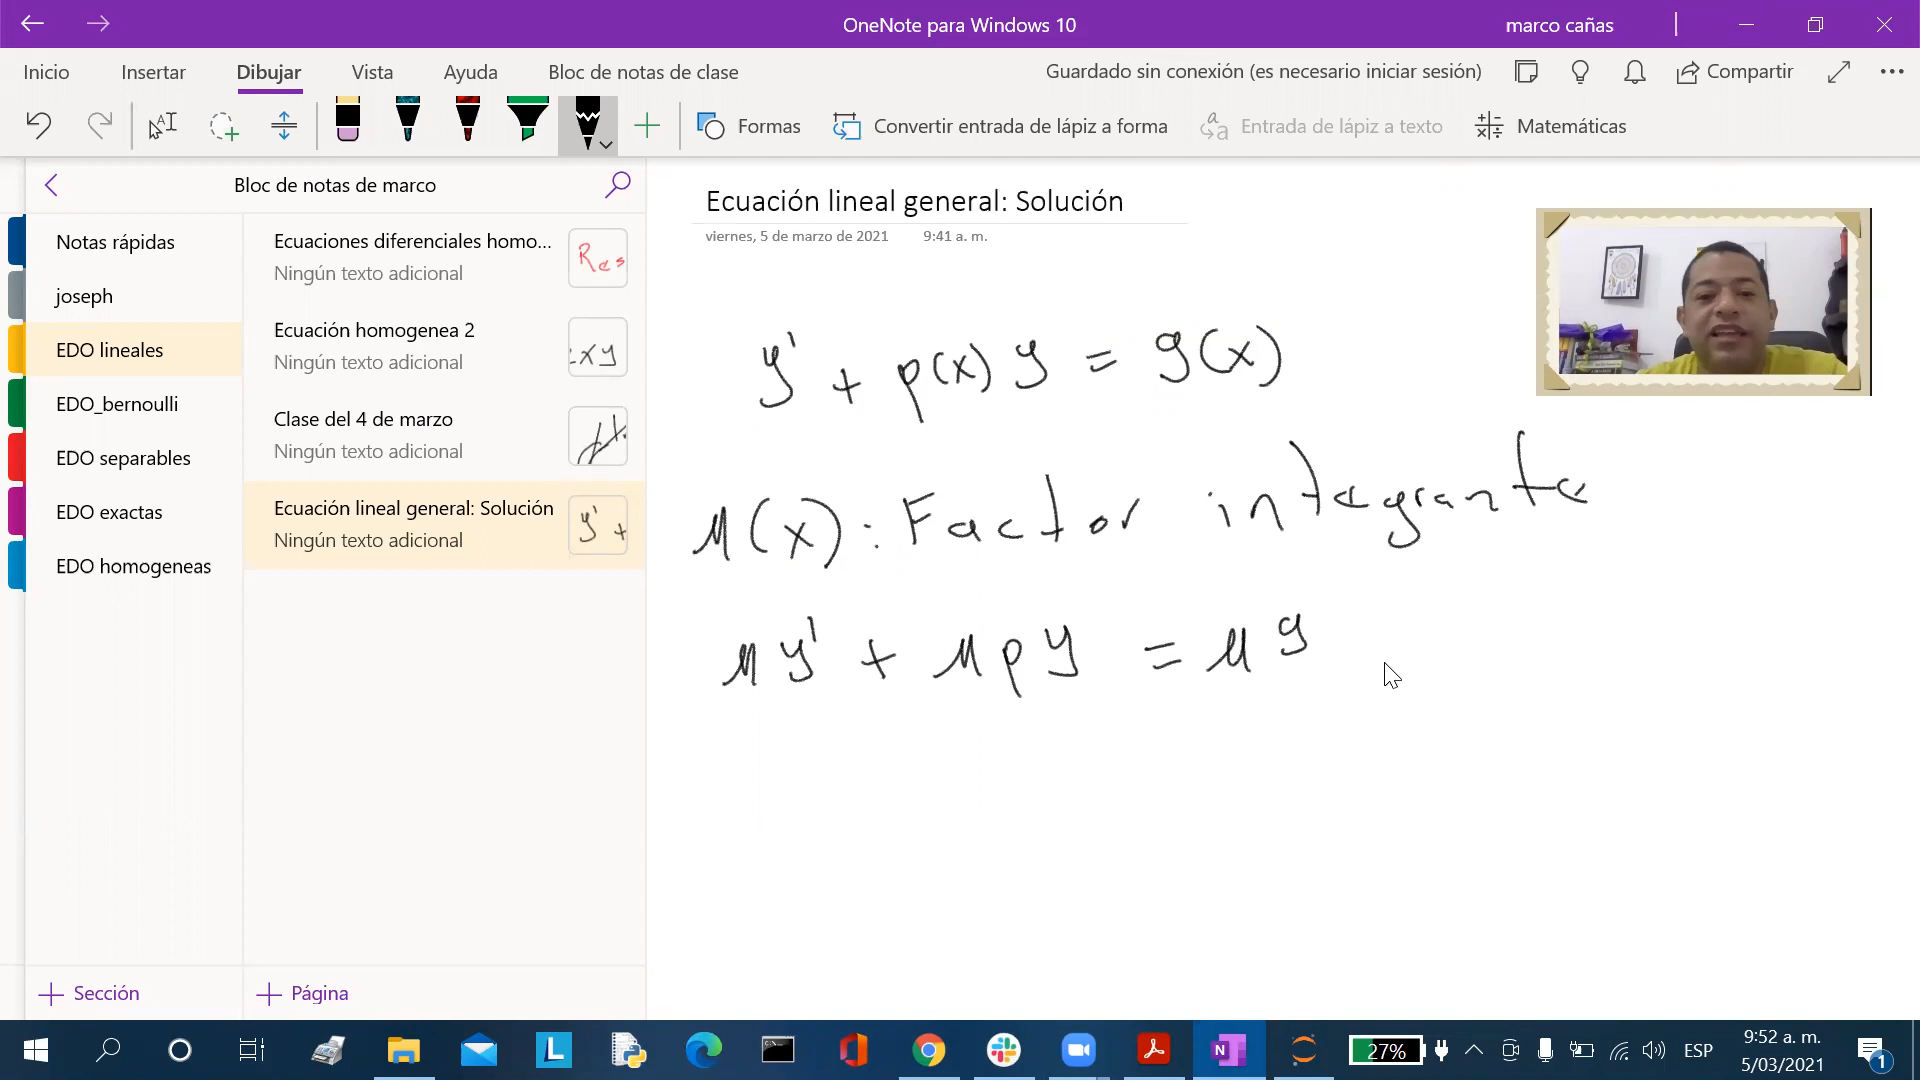 OneNote para Windows 10
marco cañas
Inicio Insertar Dibujar Vista Ayuda Bloc de notas de clase
Guardado sin conexión (es necesario iniciar sesión) Compartir
Formas Convertir entrada de lápiz a forma Entrada de lápiz a texto Matemáticas
Bloc de notas de marco
Notas rápidas
joseph
EDO lineales
EDO_bernoulli
EDO separables
EDO exactas
EDO homogeneas
Ecuaciones diferenciales homo...
Ningún texto adicional
Res
Ecuación homogenea 2
Ningún texto adicional
=xy
Clase del 4 de marzo
Ningún texto adicional
Ecuación lineal general: Solución
Ningún texto adicional
y' +
Sección
Página
Ecuación lineal general: Solución
viernes, 5 de marzo de 2021 9:41 a. m.
y' + p(x) y = g(x)
μ(x): Factor integrante
μ y' + μ p y = μ g
27%
ESP
9:52 a. m.
5/03/2021
1